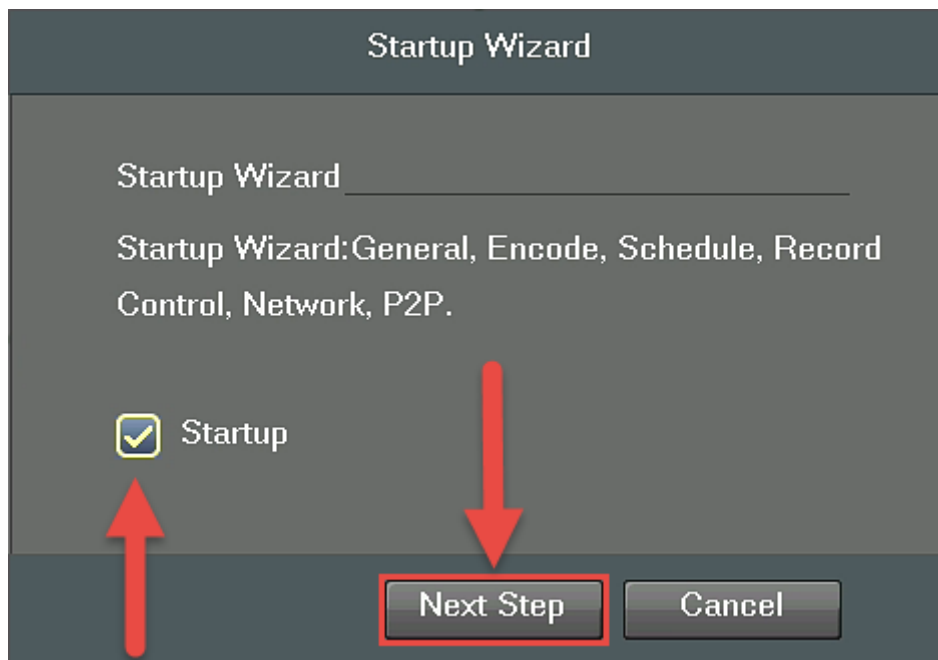 Startup Wizard
Startup Wizard
Startup Wizard:General, Encode, Schedule, Record
Control, Network, P2P.
Startup
Next Step
Cancel